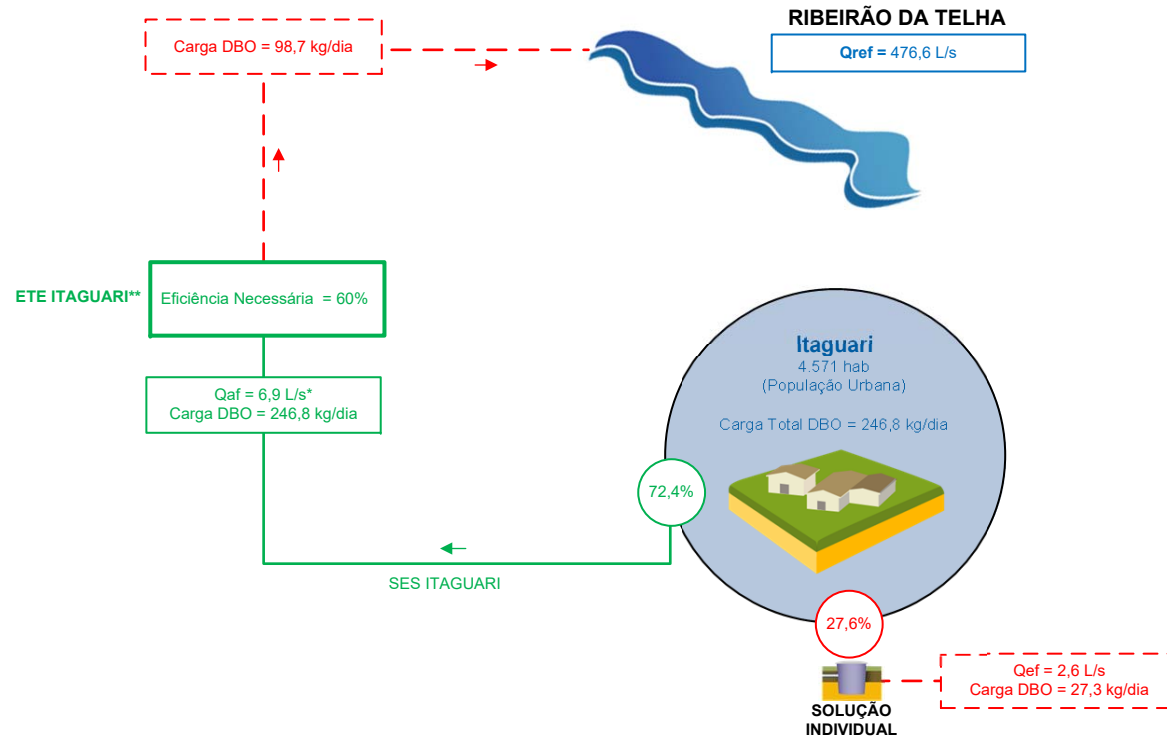 RIBEIRÃO DA TELHA
Qref = 476,6 L/s
Carga DBO = 98,7 kg/dia
ETE ITAGUARI**
Eficiência Necessária = 60%
Qaf = 6,9 L/s*
Carga DBO = 246,8 kg/dia
Itaguari
4.571 hab
(População Urbana)
Carga Total DBO = 246,8 kg/dia
72,4%
SES ITAGUARI
27,6%
Qef = 2,6 L/s
Carga DBO = 27,3 kg/dia
SOLUÇÃO
INDIVIDUAL